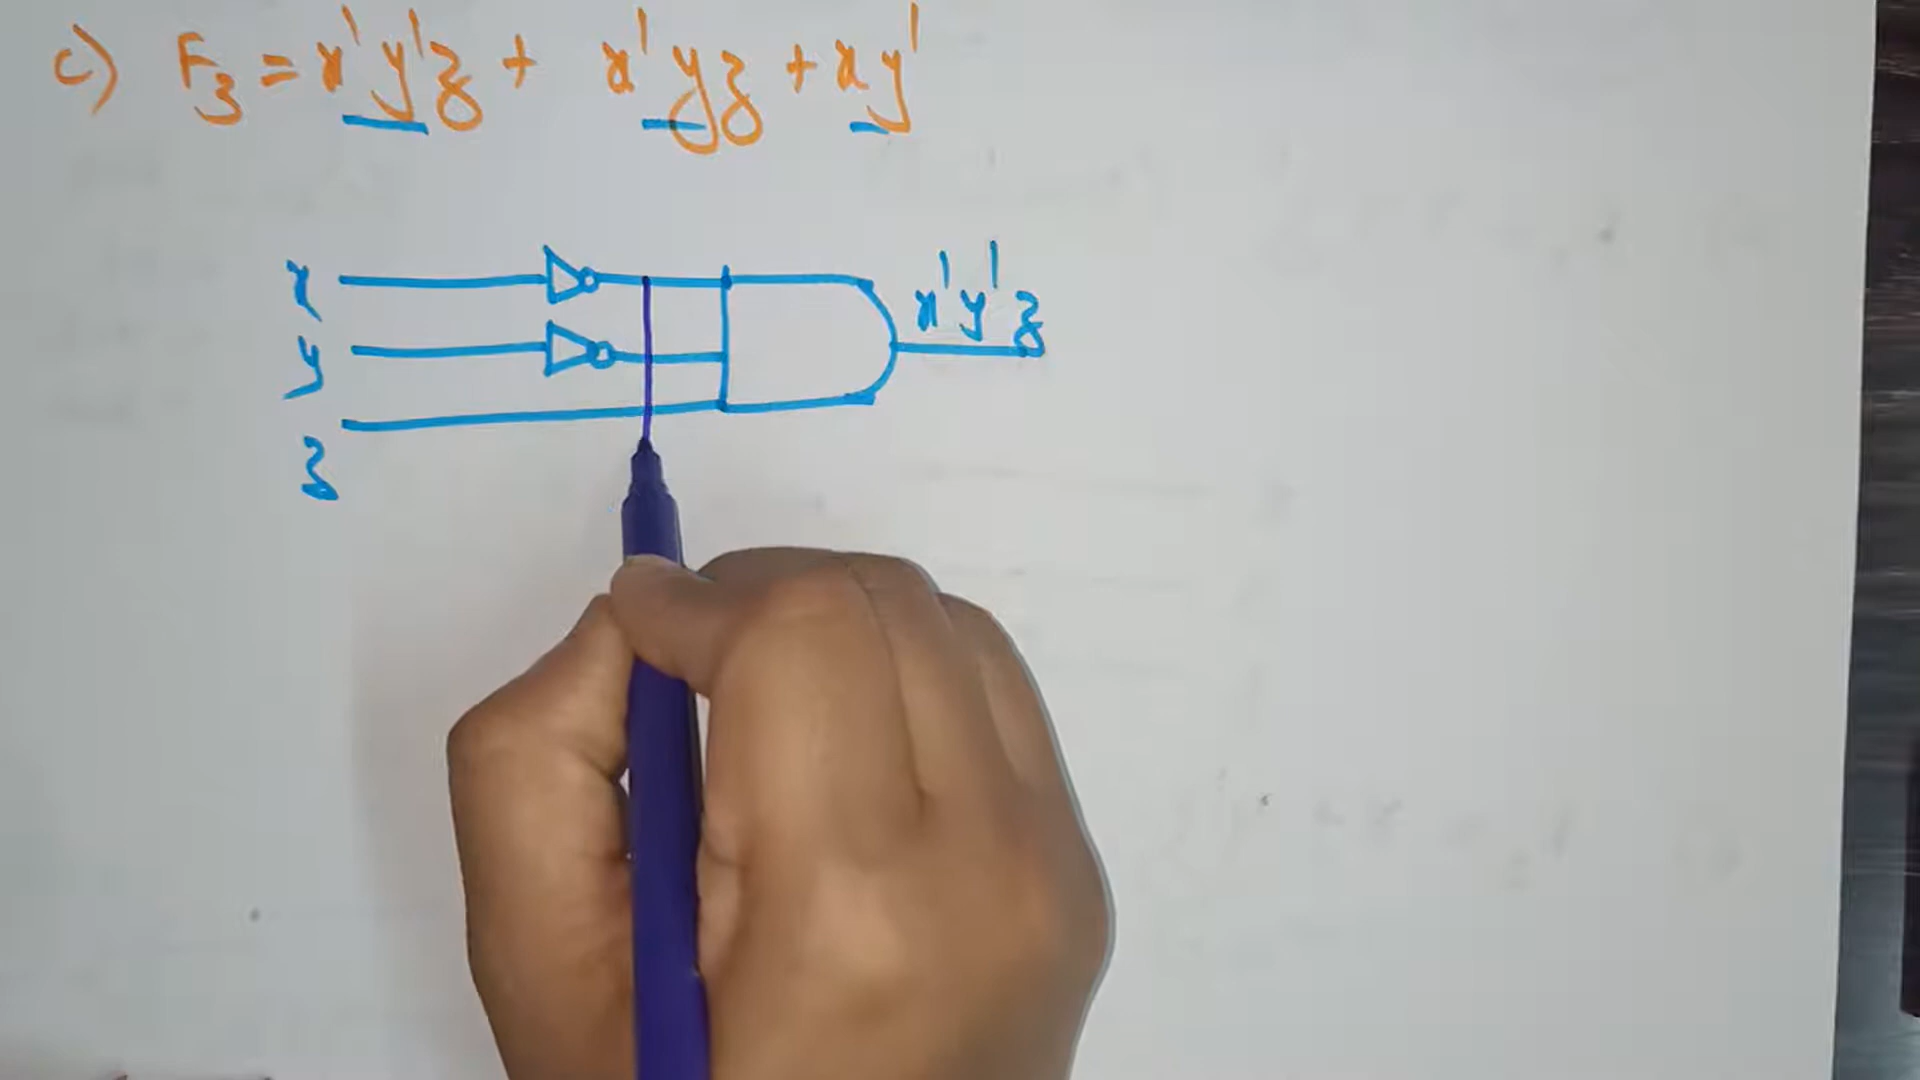 c) F₃ = x'y'z + x'yz + xy'
x
x'y'z
y
z